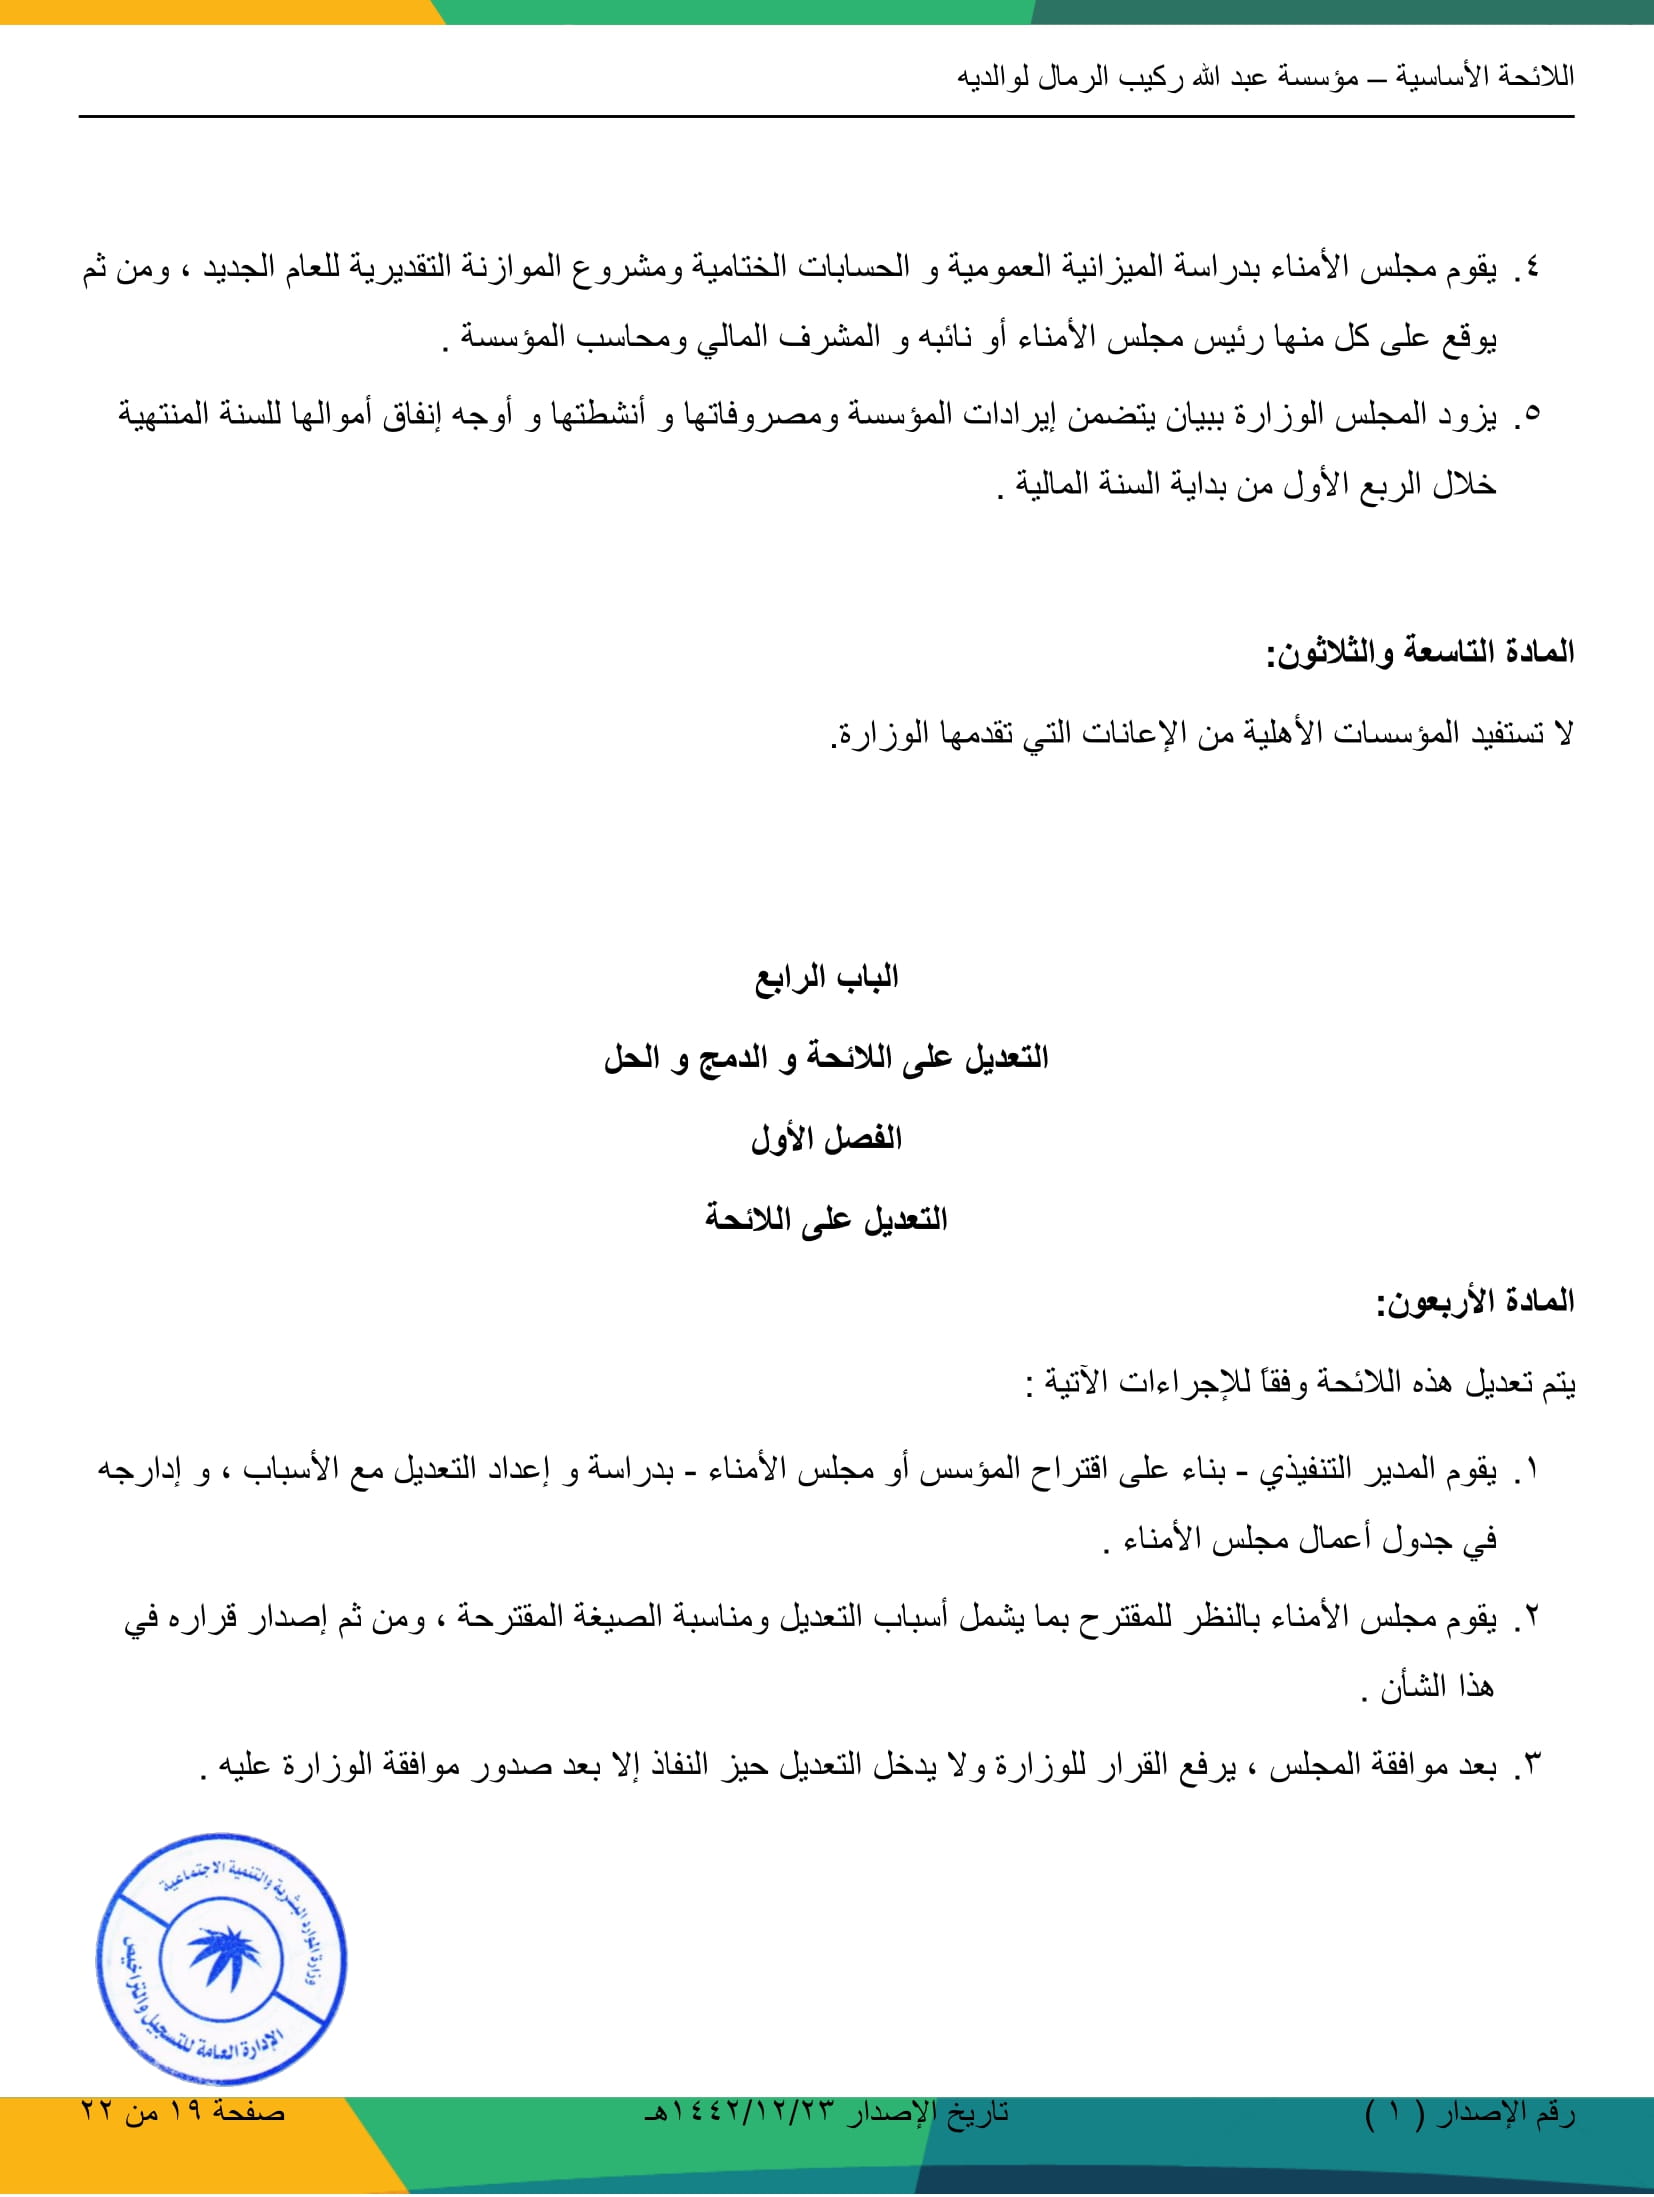 اللائحة الأساسية – مؤسسة عبد الله ركيب الرمال لوالديه
٤. يقوم مجلس الأمناء بدراسة الميزانية العمومية و الحسابات الختامية ومشروع الموازنة التقديرية للعام الجديد ، ومن ثم
يوقع على كل منها رئيس مجلس الأمناء أو نائبه و المشرف المالي ومحاسب المؤسسة .
٥. يزود المجلس الوزارة ببيان يتضمن إيرادات المؤسسة ومصروفاتها و أنشطتها و أوجه إنفاق أموالها للسنة المنتهية
خلال الربع الأول من بداية السنة المالية .
المادة التاسعة والثلاثون:
لا تستفيد المؤسسات الأهلية من الإعانات التي تقدمها الوزارة.
الباب الرابع
التعديل على اللائحة و الدمج و الحل
الفصل الأول
التعديل على اللائحة
المادة الأربعون:
يتم تعديل هذه اللائحة وفقاً للإجراءات الآتية :
١. يقوم المدير التنفيذي - بناء على اقتراح المؤسس أو مجلس الأمناء - بدراسة و إعداد التعديل مع الأسباب ، و إدارجه
في جدول أعمال مجلس الأمناء .
٢. يقوم مجلس الأمناء بالنظر للمقترح بما يشمل أسباب التعديل ومناسبة الصيغة المقترحة ، ومن ثم إصدار قراره في
هذا الشأن .
٣. بعد موافقة المجلس ، يرفع القرار للوزارة ولا يدخل التعديل حيز النفاذ إلا بعد صدور موافقة الوزارة عليه .
وزارة الموارد البشرية والتنمية الاجتماعية
الإدارة العامة للتسجيل والتراخيص
رقم الإصدار ( ١ )
تاريخ الإصدار ١٤٤٢/١٢/٢٣هـ
صفحة ١٩ من ٢٢